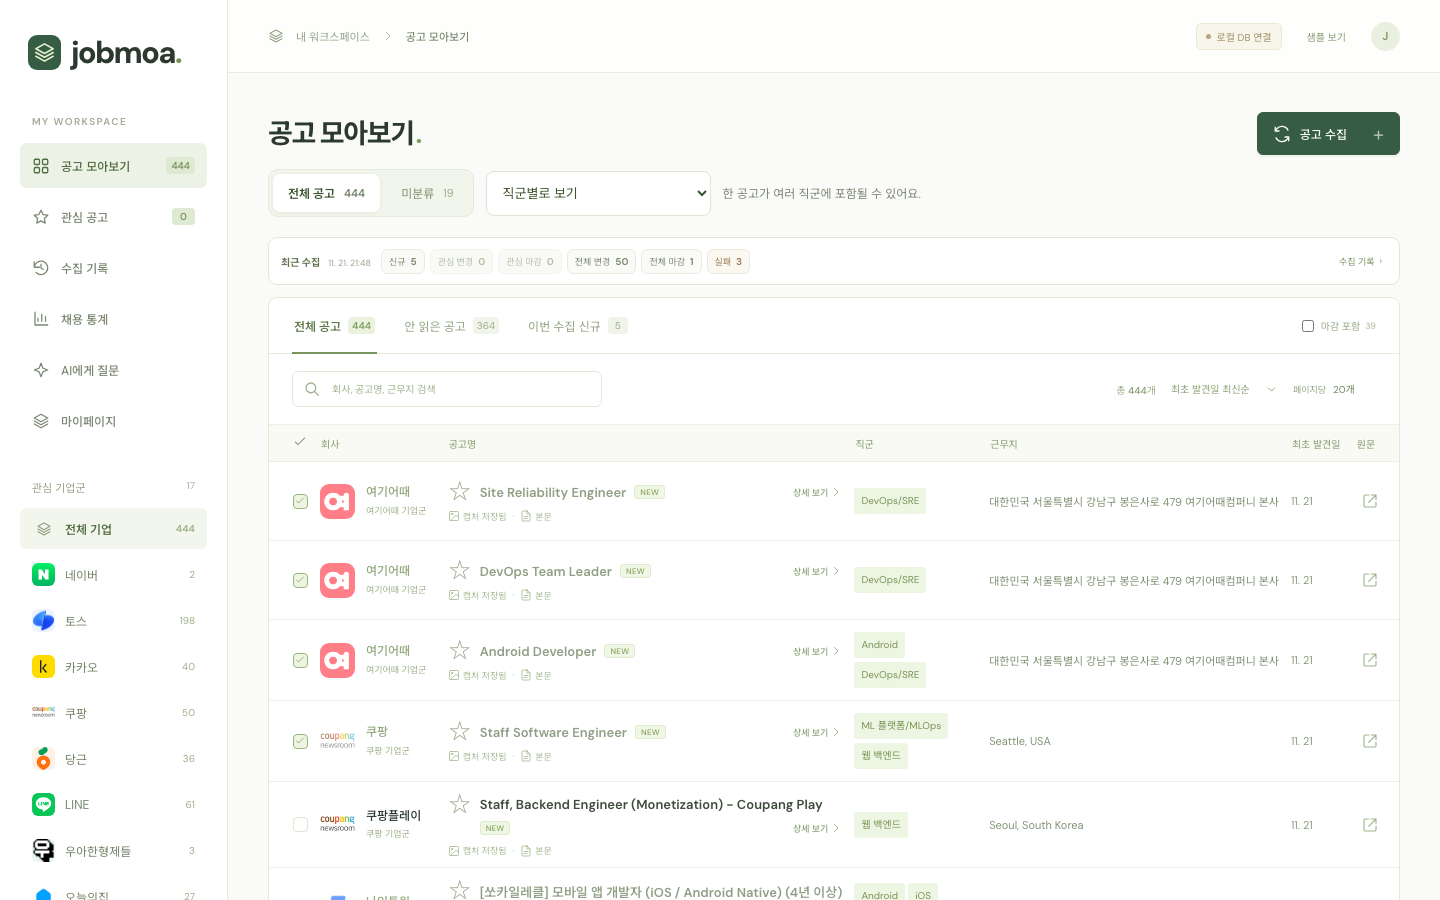 jobmoa.
MY WORKSPACE
공고 모아보기 444
관심 공고 0
수집 기록
채용 통계
AI에게 질문
마이페이지
관심 기업군 17
전체 기업 444
네이버 2
토스 198
카카오 40
쿠팡 50
당근 36
LINE 61
우아한형제들 3
오늘의집 27
내 워크스페이스 > 공고 모아보기
로컬 DB 연결 샘플 보기 J
공고 모아보기.
공고 수집 +
전체 공고 444 미분류 19 직군별로 보기 한 공고가 여러 직군에 포함될 수 있어요.
최근 수집 11. 21. 21:48 신규 5 관심 변경 0 관심 마감 0 전체 변경 50 전체 마감 1 실패 3 수집 기록 ›
전체 공고 444 안 읽은 공고 364 이번 수집 신규 5 마감 포함 39
회사, 공고명, 근무지 검색 총 444개 최초 발견일 최신순 페이지당 20개
회사 공고명 직군 근무지 최초 발견일 원문
여기어때 Site Reliability Engineer NEW 상세 보기 DevOps/SRE 대한민국 서울특별시 강남구 봉은사로 479 여기어때컴퍼니 본사 11. 21
여기어때 기업군 캡처 저장됨 · 본문
여기어때 DevOps Team Leader NEW 상세 보기 DevOps/SRE 대한민국 서울특별시 강남구 봉은사로 479 여기어때컴퍼니 본사 11. 21
여기어때 기업군 캡처 저장됨 · 본문
여기어때 Android Developer NEW 상세 보기 Android 대한민국 서울특별시 강남구 봉은사로 479 여기어때컴퍼니 본사 11. 21
여기어때 기업군 캡처 저장됨 · 본문 DevOps/SRE
coupang newsroom 쿠팡 Staff Software Engineer NEW 상세 보기 ML 플랫폼/MLOps Seattle, USA 11. 21
쿠팡 기업군 캡처 저장됨 · 본문 웹 백엔드
coupang newsroom 쿠팡플레이 Staff, Backend Engineer (Monetization) - Coupang Play
NEW 상세 보기 웹 백엔드 Seoul, South Korea 11. 21
쿠팡 기업군 캡처 저장됨 · 본문
[쏘카일레클] 모바일 앱 개발자 (iOS / Android Native) (4년 이상) Android iOS